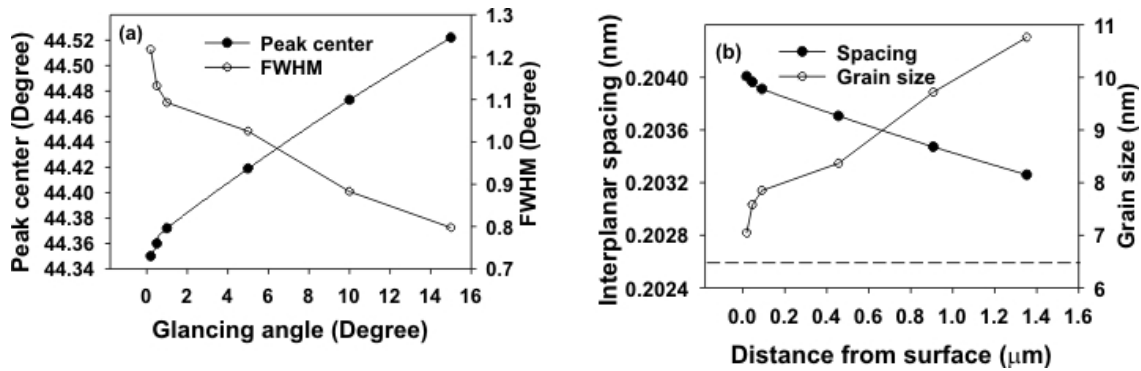 (a)
Peak center
FWHM
Peak center (Degree)
44.52
44.50
44.48
44.46
44.44
44.42
44.40
44.38
44.36
44.34
1.3
1.2
1.1
1.0
0.9
0.8
0.7
FWHM (Degree)
0 2 4 6 8 10 12 14 16
Glancing angle (Degree)
(b)
Spacing
Grain size
Interplanar spacing (nm)
0.2040
0.2036
0.2032
0.2028
0.2024
11
10
9
8
7
6
Grain size (nm)
0.0 0.2 0.4 0.6 0.8 1.0 1.2 1.4 1.6
Distance from surface (μm)